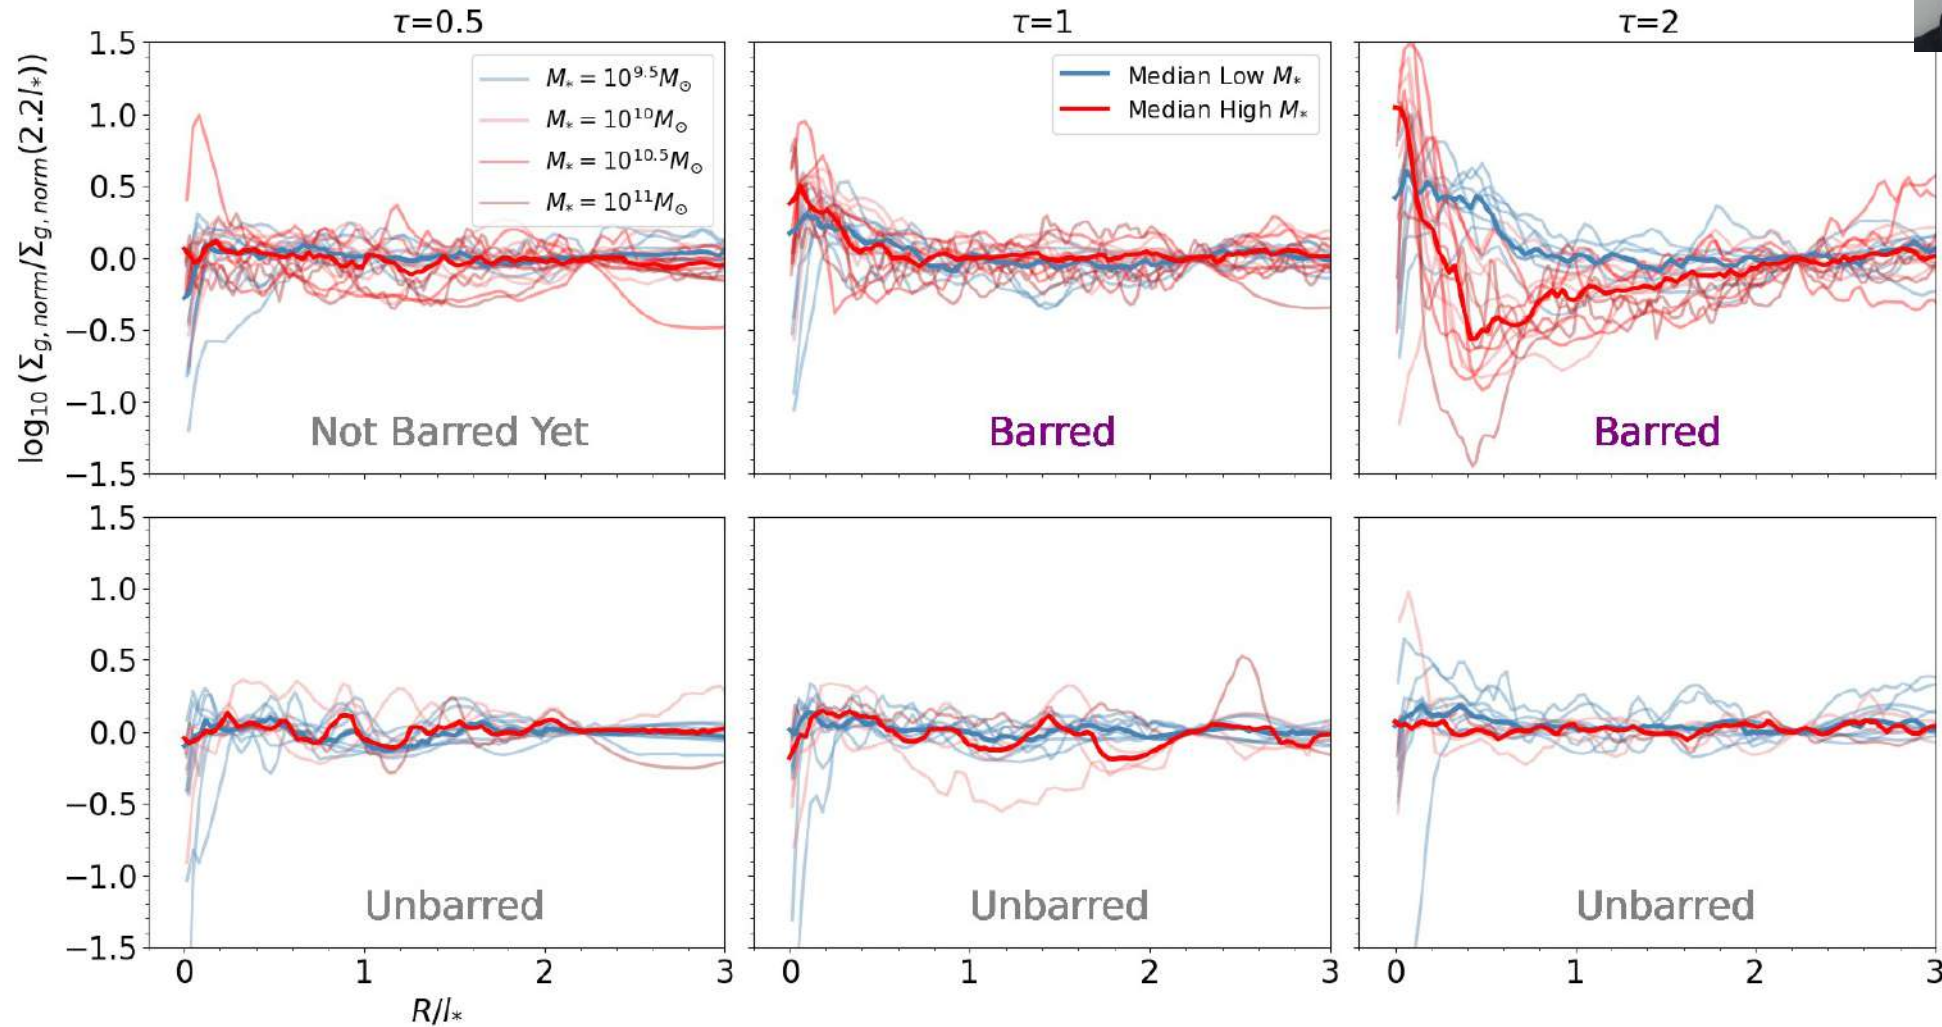 τ=0.5
τ=1
τ=2
log₁₀ (Σg,norm/Σg,norm(2.2l*))
1.5
1.0
0.5
0.0
−0.5
−1.0
−1.5
M* = 10^9.5 M⊙
M* = 10^10 M⊙
M* = 10^10.5 M⊙
M* = 10^11 M⊙
Not Barred Yet
Median Low M*
Median High M*
Barred
Barred
1.5
1.0
0.5
0.0
−0.5
−1.0
−1.5
Unbarred
Unbarred
Unbarred
0 1 2 3
0 1 2 3
0 1 2 3
R/l*